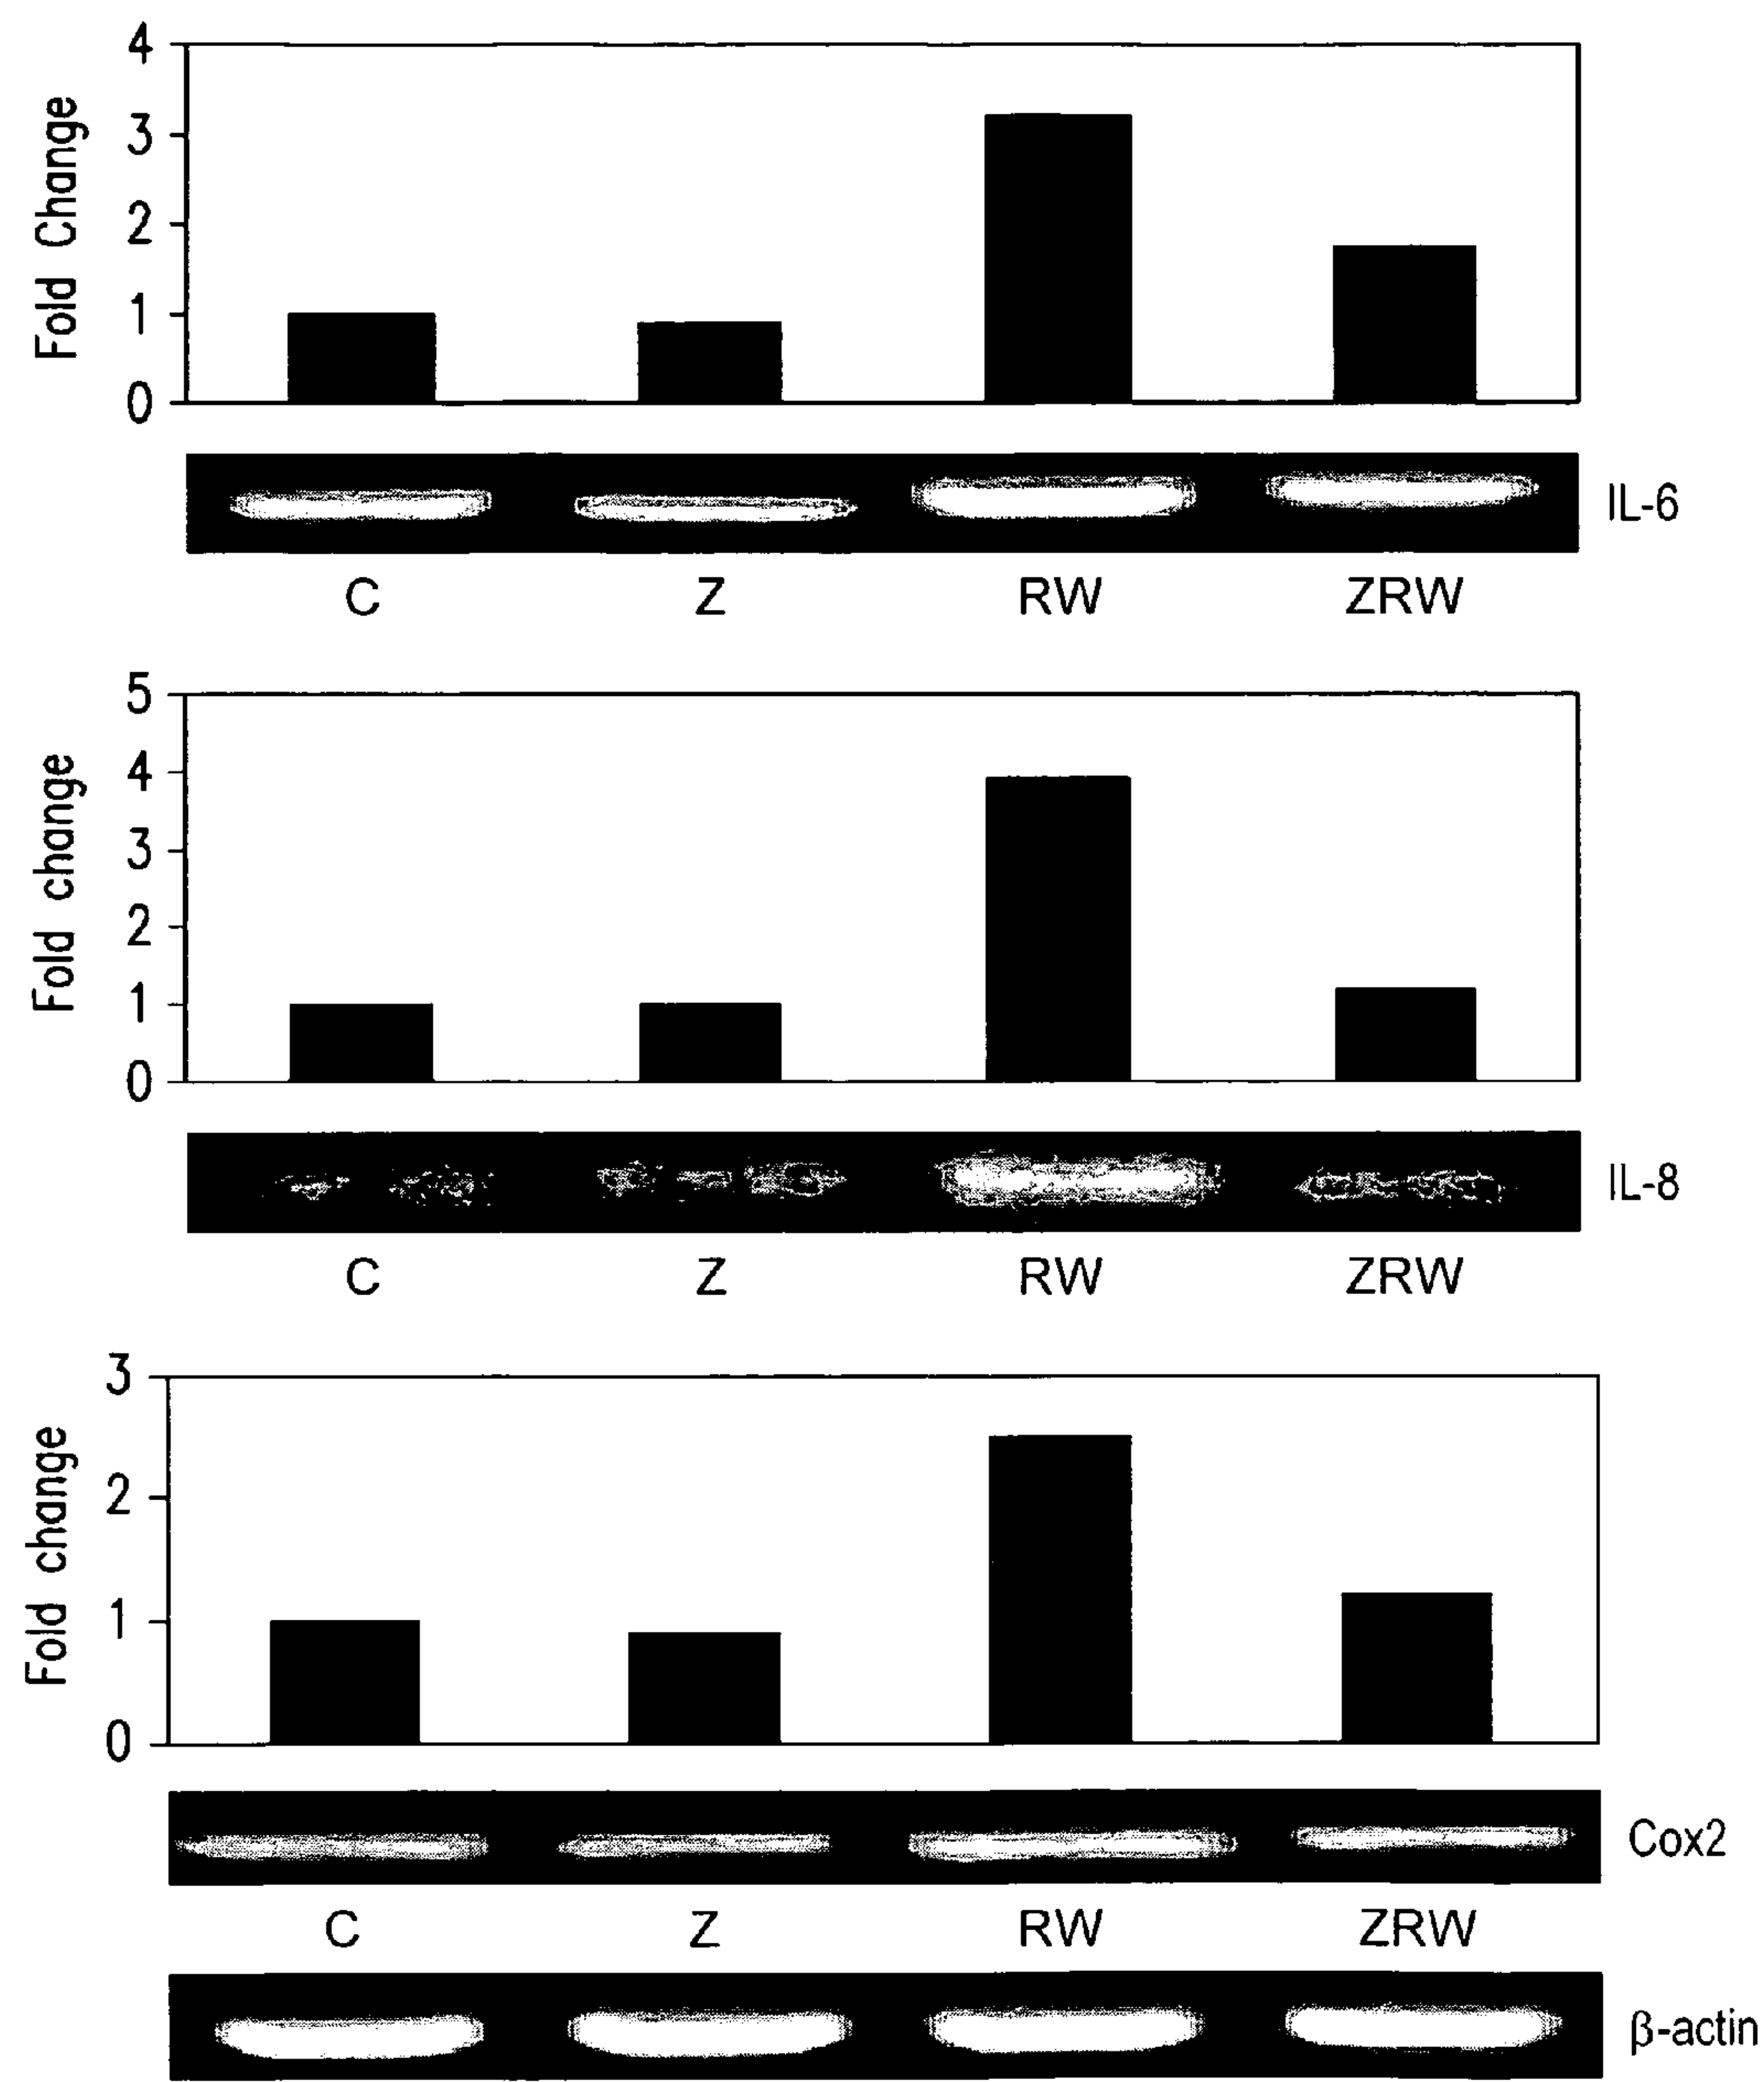 Fold Change
4
3
2
1
0
IL-6
C Z RW ZRW
Fold change
5
4
3
2
1
0
IL-8
C Z RW ZRW
Fold change
3
2
1
0
Cox2
C Z RW ZRW
β-actin